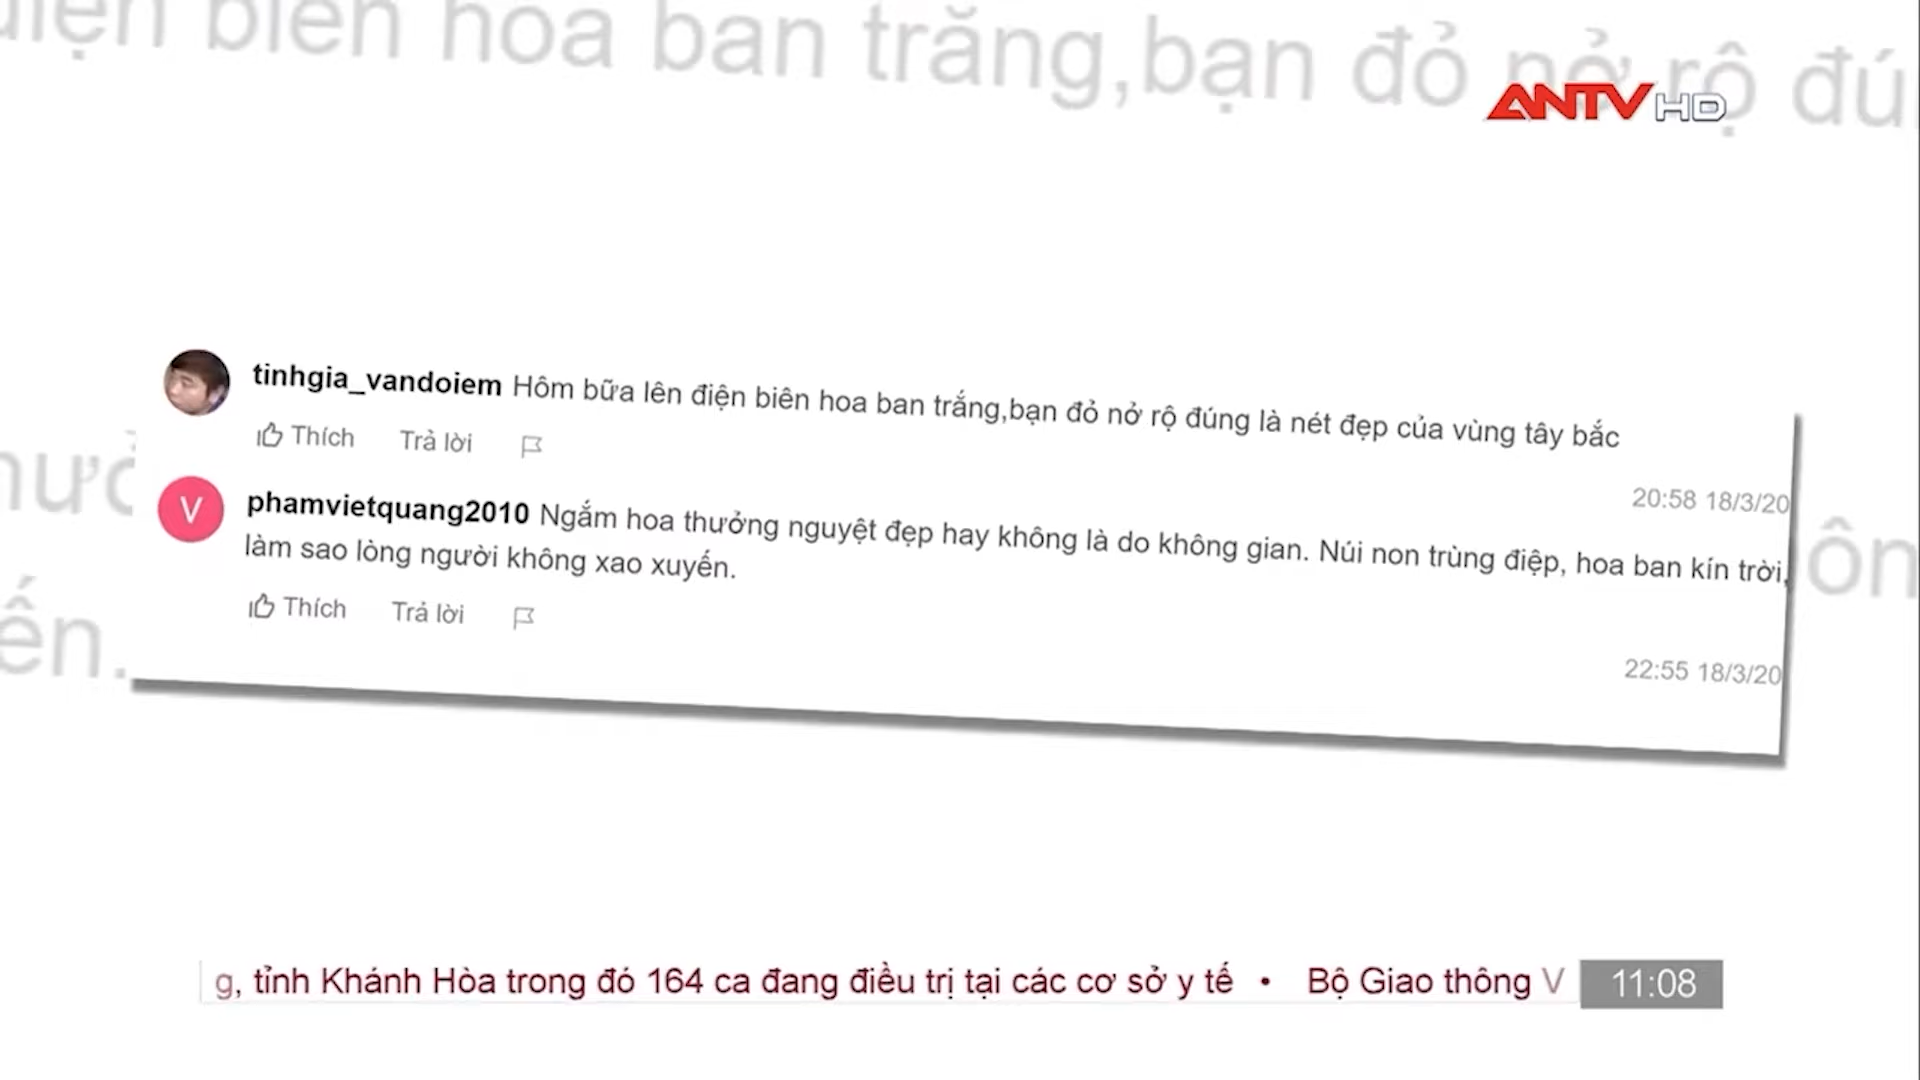 điện biên hoa ban trắng,bạn đỏ nở rộ đú
ANTV HD
tinhgia_vandoiem Hôm bữa lên điện biên hoa ban trắng,bạn đỏ nở rộ đúng là nét đẹp của vùng tây bắc
Thích Trả lời
20:58 18/3/20
V
phamvietquang2010 Ngắm hoa thưởng nguyệt đẹp hay không là do không gian. Núi non trùng điệp, hoa ban kín trời,
làm sao lòng người không xao xuyến.
Thích Trả lời
22:55 18/3/20
ến.
g, tỉnh Khánh Hòa trong đó 164 ca đang điều trị tại các cơ sở y tế • Bộ Giao thông V
11:08